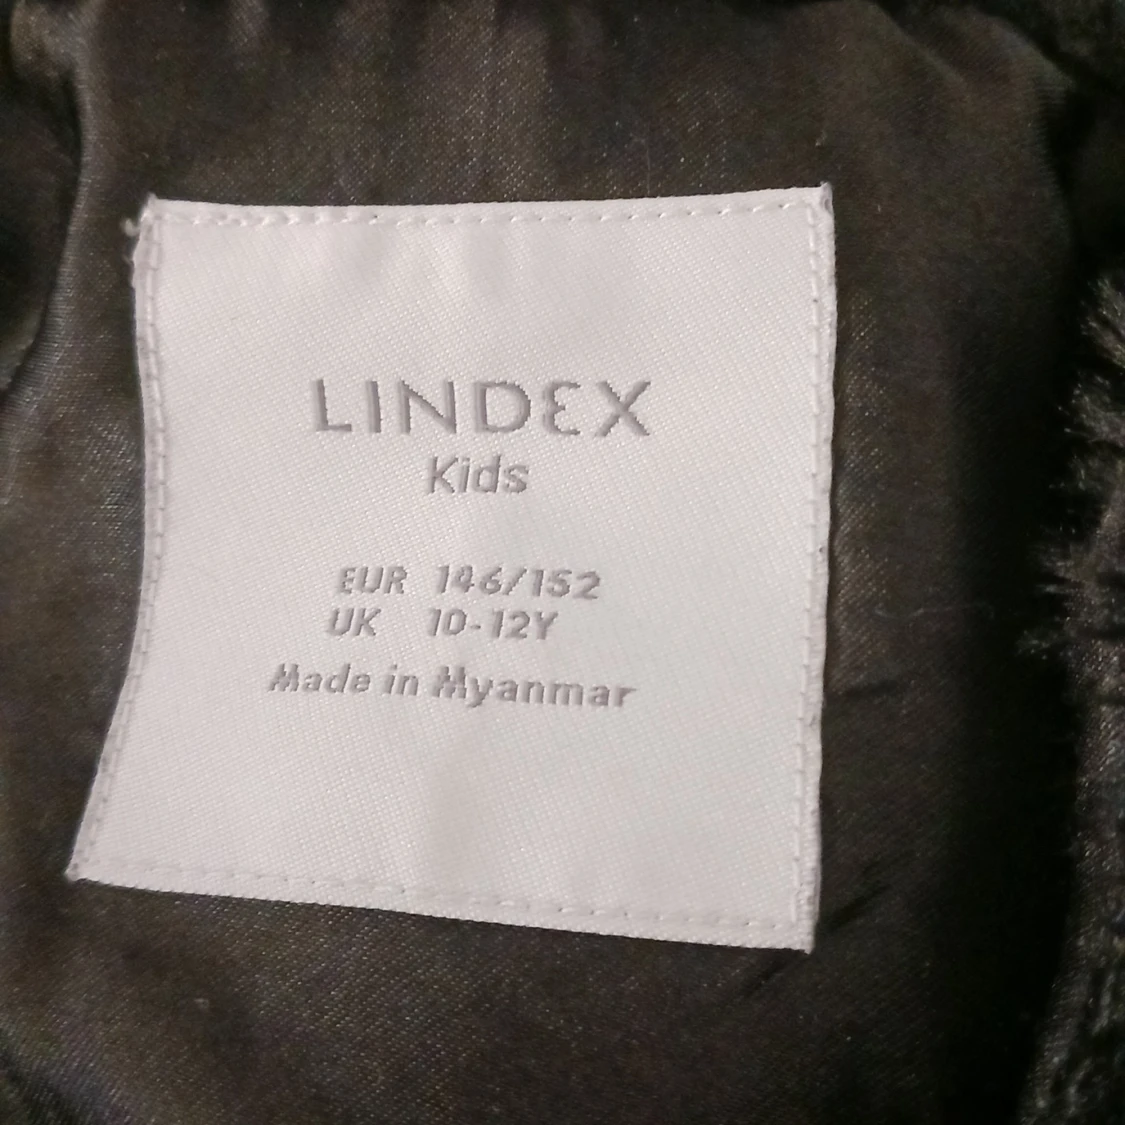 LINDEX
Kids
EUR 146/152
UK 10-12Y
Made in Myanmar